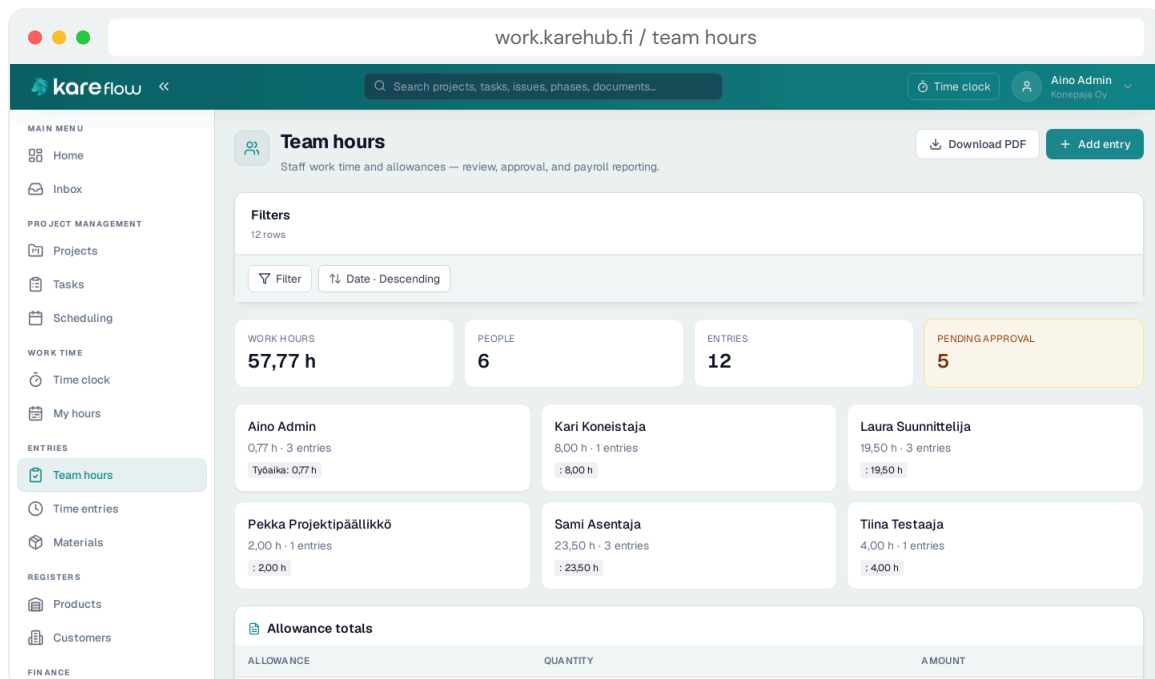 work.karehub.fi / team hours
kareflow
Search projects, tasks, issues, phases, documents...
Time clock
Aino Admin
Konepaja Oy
MAIN MENU
Home
Inbox
PROJECT MANAGEMENT
Projects
Tasks
Scheduling
WORK TIME
Time clock
My hours
ENTRIES
Team hours
Time entries
Materials
REGISTERS
Products
Customers
FINANCE
Team hours
Staff work time and allowances — review, approval, and payroll reporting.
Download PDF
Add entry
Filters
12 rows
Filter
Date · Descending
WORK HOURS
57,77 h
PEOPLE
6
ENTRIES
12
PENDING APPROVAL
5
Aino Admin
0,77 h · 3 entries
Työaika: 0,77 h
Kari Koneistaja
8,00 h · 1 entries
: 8,00 h
Laura Suunnittelija
19,50 h · 3 entries
: 19,50 h
Pekka Projektipäällikkö
2,00 h · 1 entries
: 2,00 h
Sami Asentaja
23,50 h · 3 entries
: 23,50 h
Tiina Testaaja
4,00 h · 1 entries
: 4,00 h
Allowance totals
ALLOWANCE QUANTITY AMOUNT